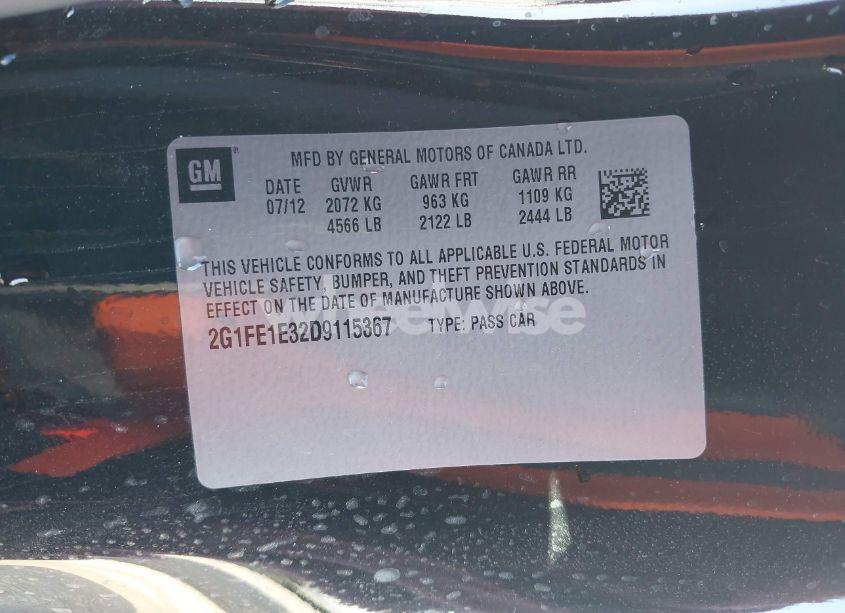 GM
MFD BY GENERAL MOTORS OF CANADA LTD.
DATE GVWR GAWR FRT GAWR RR
07/12 2072 KG 963 KG 1109 KG
4566 LB 2122 LB 2444 LB
THIS VEHICLE CONFORMS TO ALL APPLICABLE U.S. FEDERAL MOTOR
VEHICLE SAFETY, BUMPER, AND THEFT PREVENTION STANDARDS IN
EFFECT ON THE DATE OF MANUFACTURE SHOWN ABOVE.
2G1FE1E32D9115367 TYPE: PASS CAR
wheelwise